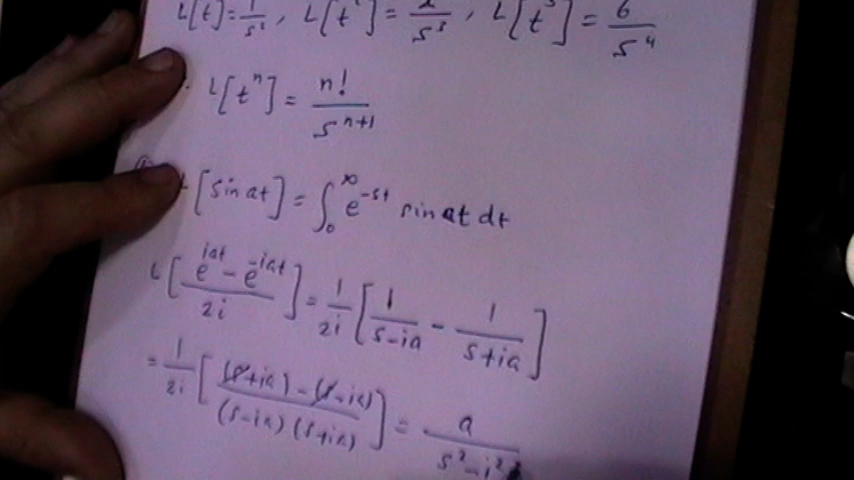 L[t] = 1/s², L[t²] = 2/s³, L[t³] = 6/s⁴
L[tⁿ] = n!/sⁿ⁺¹
[sin at] = ∫₀^∞ e^(-st) sin at dt
L[(e^(iat) - e^(-iat))/2i] = 1/2i [1/(s-ia) - 1/(s+ia)]
= 1/2i [((s+ia) - (s-ia))/((s-ia)(s+ia))] = a/(s² - i²